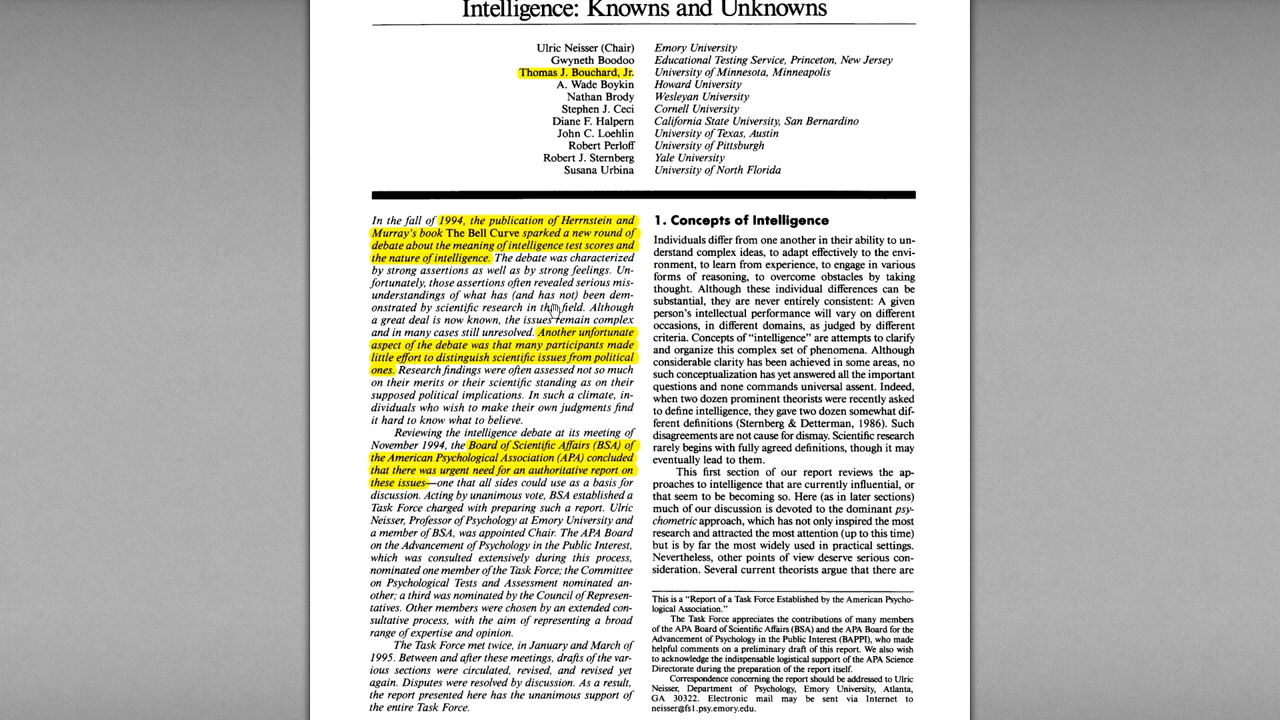 Intelligence: Knowns and Unknowns
Ulric Neisser (Chair) Emory University
Gwyneth Boodoo Educational Testing Service, Princeton, New Jersey
Thomas J. Bouchard, Jr. University of Minnesota, Minneapolis
A. Wade Boykin Howard University
Nathan Brody Wesleyan University
Stephen J. Ceci Cornell University
Diane F. Halpern California State University, San Bernardino
John C. Loehlin University of Texas, Austin
Robert Perloff University of Pittsburgh
Robert J. Sternberg Yale University
Susana Urbina University of North Florida
In the fall of 1994, the publication of Herrnstein and
Murray's book The Bell Curve sparked a new round of
debate about the meaning of intelligence test scores and
the nature of intelligence. The debate was characterized
by strong assertions as well as by strong feelings. Un-
fortunately, those assertions often revealed serious mis-
understandings of what has (and has not) been dem-
onstrated by scientific research in this field. Although
a great deal is now known, the issues remain complex
and in many cases still unresolved. Another unfortunate
aspect of the debate was that many participants made
little effort to distinguish scientific issues from political
ones. Research findings were often assessed not so much
on their merits or their scientific standing as on their
supposed political implications. In such a climate, in-
dividuals who wish to make their own judgments find
it hard to know what to believe.
Reviewing the intelligence debate at its meeting of
November 1994, the Board of Scientific Affairs (BSA) of
the American Psychological Association (APA) concluded
that there was urgent need for an authoritative report on
these issues—one that all sides could use as a basis for
discussion. Acting by unanimous vote, BSA established a
Task Force charged with preparing such a report. Ulric
Neisser, Professor of Psychology at Emory University and
a member of BSA, was appointed Chair. The APA Board
on the Advancement of Psychology in the Public Interest,
which was consulted extensively during this process,
nominated one member of the Task Force; the Committee
on Psychological Tests and Assessment nominated an-
other; a third was nominated by the Council of Represen-
tatives. Other members were chosen by an extended con-
sultative process, with the aim of representing a broad
range of expertise and opinion.
The Task Force met twice, in January and March of
1995. Between and after these meetings, drafts of the var-
ious sections were circulated, revised, and revised yet
again. Disputes were resolved by discussion. As a result,
the report presented here has the unanimous support of
the entire Task Force.
1. Concepts of Intelligence
Individuals differ from one another in their ability to un-
derstand complex ideas, to adapt effectively to the envi-
ronment, to learn from experience, to engage in various
forms of reasoning, to overcome obstacles by taking
thought. Although these individual differences can be
substantial, they are never entirely consistent: A given
person's intellectual performance will vary on different
occasions, in different domains, as judged by different
criteria. Concepts of "intelligence" are attempts to clarify
and organize this complex set of phenomena. Although
considerable clarity has been achieved in some areas, no
such conceptualization has yet answered all the important
questions and none commands universal assent. Indeed,
when two dozen prominent theorists were recently asked
to define intelligence, they gave two dozen somewhat dif-
ferent definitions (Sternberg & Detterman, 1986). Such
disagreements are not cause for dismay. Scientific research
rarely begins with fully agreed definitions, though it may
eventually lead to them.
This first section of our report reviews the ap-
proaches to intelligence that are currently influential, or
that seem to be becoming so. Here (as in later sections)
much of our discussion is devoted to the dominant psy-
chometric approach, which has not only inspired the most
research and attracted the most attention (up to this time)
but is by far the most widely used in practical settings.
Nevertheless, other points of view deserve serious con-
sideration. Several current theorists argue that there are
This is a "Report of a Task Force Established by the American Psycho-
logical Association."
The Task Force appreciates the contributions of many members
of the APA Board of Scientific Affairs (BSA) and the APA Board for the
Advancement of Psychology in the Public Interest (BAPPI), who made
helpful comments on a preliminary draft of this report. We also wish
to acknowledge the indispensable logistical support of the APA Science
Directorate during the preparation of the report itself.
Correspondence concerning the report should be addressed to Ulric
Neisser, Department of Psychology, Emory University, Atlanta,
GA 30322. Electronic mail may be sent via Internet to
neisser@fs1.psy.emory.edu.